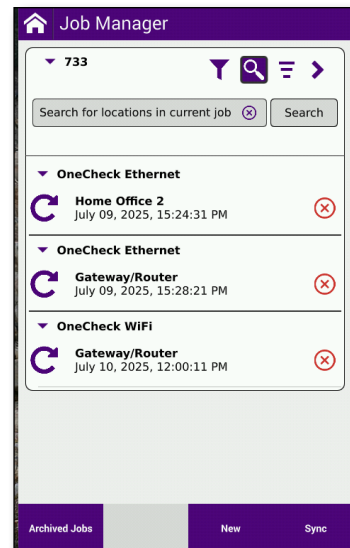 Job Manager
733
Search for locations in current job
Search
OneCheck Ethernet
Home Office 2
July 09, 2025, 15:24:31 PM
OneCheck Ethernet
Gateway/Router
July 09, 2025, 15:28:21 PM
OneCheck WiFi
Gateway/Router
July 10, 2025, 12:00:11 PM
Archived Jobs
New
Sync